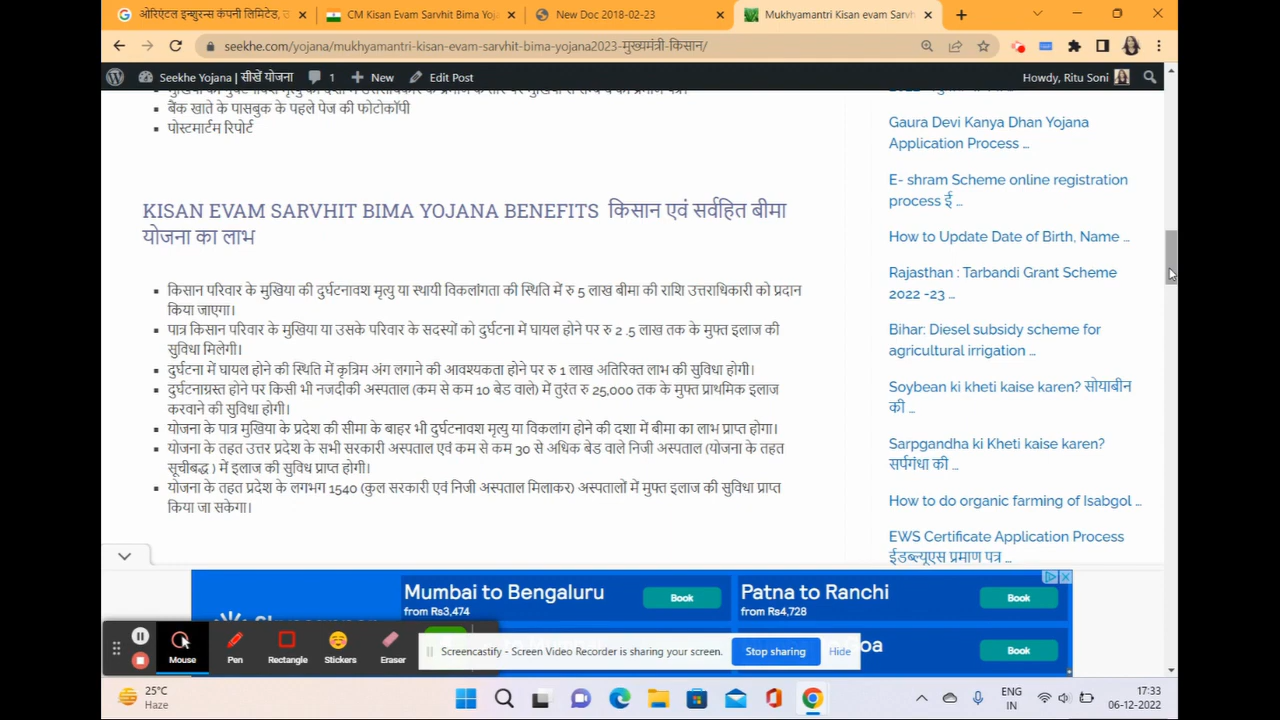 ओरिएंटल इन्शुरन्स कंपनी लिमिटेड, उ
CM Kisan Evam Sarvhit Bima Yoj
New Doc 2018-02-23
Mukhyamantri Kisan evam Sarvh
seekhe.com/yojana/mukhyamantri-kisan-evam-sarvhit-bima-yojana2023-मुख्यमंत्री-किसान/
Seekhe Yojana | सीखें योजना
1
New
Edit Post
Howdy, Ritu Soni
बैंक खाते के पासबुक के पहले पेज की फोटोकॉपी
पोस्टमार्टम रिपोर्ट
KISAN EVAM SARVHIT BIMA YOJANA BENEFITS किसान एवं सर्वहित बीमा
योजना का लाभ
किसान परिवार के मुखिया की दुर्घटनावश मृत्यु या स्थायी विकलांगता की स्थिति में रु 5 लाख बीमा की राशि उत्तराधिकारी को प्रदान
किया जाएगा।
पात्र किसान परिवार के मुखिया या उसके परिवार के सदस्यों को दुर्घटना में घायल होने पर रु 2 .5 लाख तक के मुफ्त इलाज की
सुविधा मिलेगी।
दुर्घटना में घायल होने की स्थिति में कृत्रिम अंग लगाने की आवश्यकता होने पर रु 1 लाख अतिरिक्त लाभ की सुविधा होगी।
दुर्घटनाग्रस्त होने पर किसी भी नजदीकी अस्पताल (कम से कम 10 बेड वाले) में तुरंत रु 25,000 तक के मुफ्त प्राथमिक इलाज
करवाने की सुविधा होगी।
योजना के पात्र मुखिया के प्रदेश की सीमा के बाहर भी दुर्घटनावश मृत्यु या विकलांग होने की दशा में बीमा का लाभ प्राप्त होगा।
योजना के तहत उत्तर प्रदेश के सभी सरकारी अस्पताल एवं कम से कम 30 से अधिक बेड वाले निजी अस्पताल (योजना के तहत
सूचीबद्ध ) में इलाज की सुविध प्राप्त होगी।
योजना के तहत प्रदेश के लगभग 1540 (कुल सरकारी एवं निजी अस्पताल मिलाकर) अस्पतालों में मुफ्त इलाज की सुविधा प्राप्त
किया जा सकेगा।
Gaura Devi Kanya Dhan Yojana
Application Process ...
E- shram Scheme online registration
process ई ...
How to Update Date of Birth, Name ...
Rajasthan : Tarbandi Grant Scheme
2022 -23 ...
Bihar: Diesel subsidy scheme for
agricultural irrigation ...
Soybean ki kheti kaise karen? सोयाबीन
की ...
Sarpgandha ki Kheti kaise karen?
सर्पगंधा की ...
How to do organic farming of Isabgol ...
EWS Certificate Application Process
ईडब्ल्यूएस प्रमाण पत्र ...
Mumbai to Bengaluru
from Rs3,474
Book
Patna to Ranchi
from Rs4,728
Book
Book
Mouse
Pen
Rectangle
Stickers
Eraser
Screencastify - Screen Video Recorder is sharing your screen.
Stop sharing
Hide
25°C
Haze
ENG
IN
17:33
06-12-2022